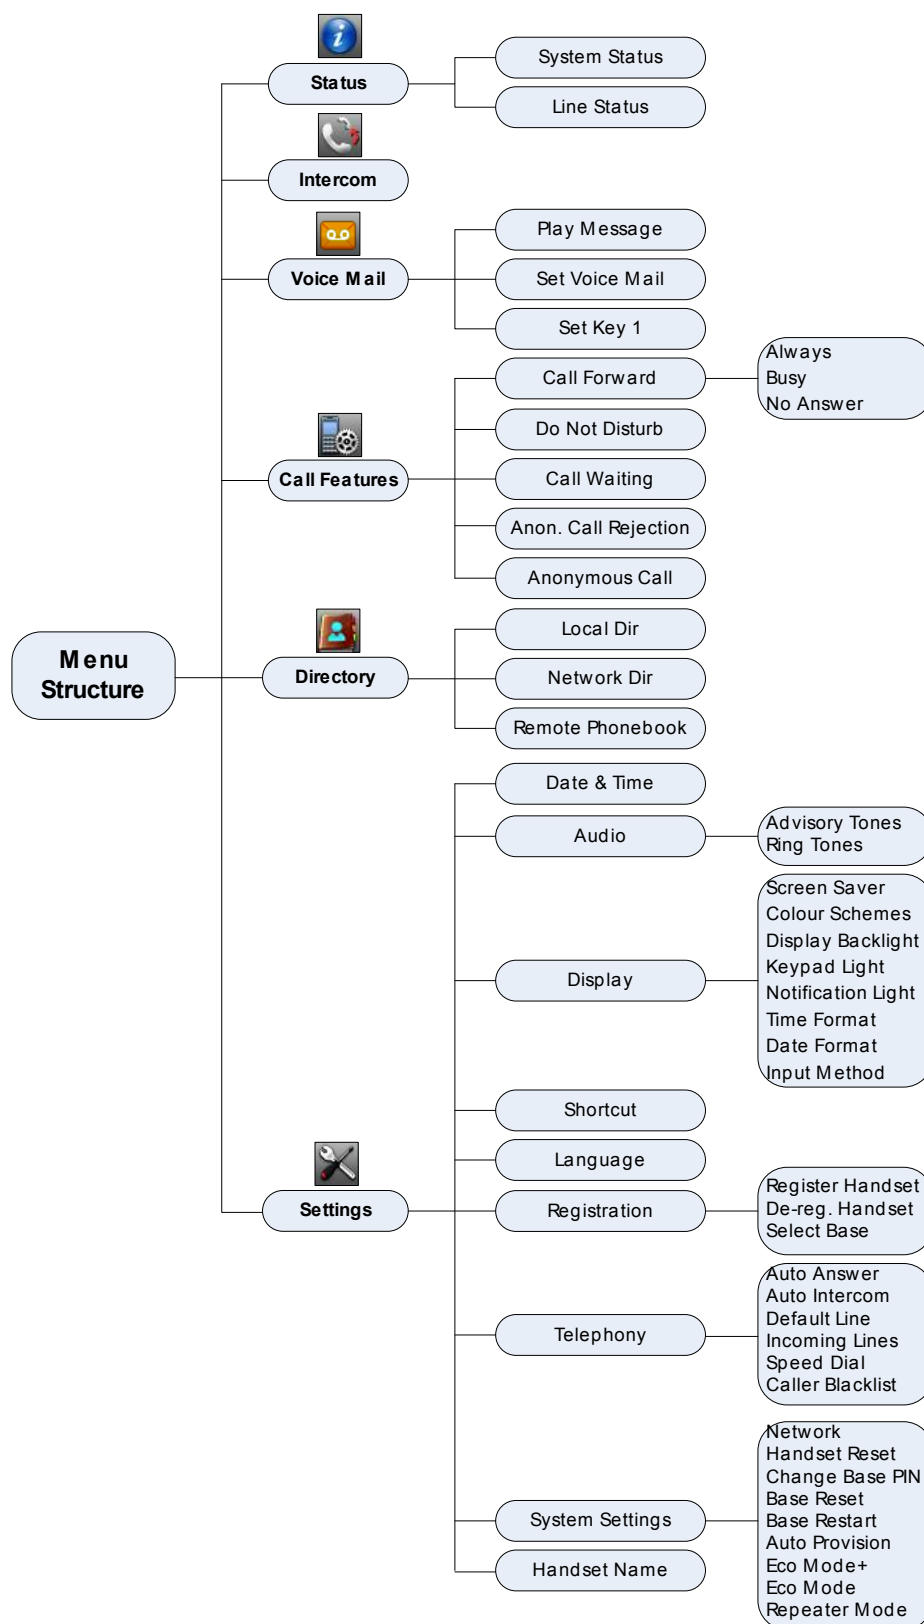 Menu
Structure
Status
System Status
Line Status
Intercom
Voice Mail
Play Message
Set Voice Mail
Set Key 1
Call Features
Call Forward
Always
Busy
No Answer
Do Not Disturb
Call Waiting
Anon. Call Rejection
Anonymous Call
Directory
Local Dir
Network Dir
Remote Phonebook
Settings
Date & Time
Audio
Advisory Tones
Ring Tones
Display
Screen Saver
Colour Schemes
Display Backlight
Keypad Light
Notification Light
Time Format
Date Format
Input Method
Shortcut
Language
Registration
Register Handset
De-reg. Handset
Select Base
Telephony
Auto Answer
Auto Intercom
Default Line
Incoming Lines
Speed Dial
Caller Blacklist
System Settings
Network
Handset Reset
Change Base PIN
Base Reset
Base Restart
Auto Provision
Eco Mode+
Eco Mode
Repeater Mode
Handset Name